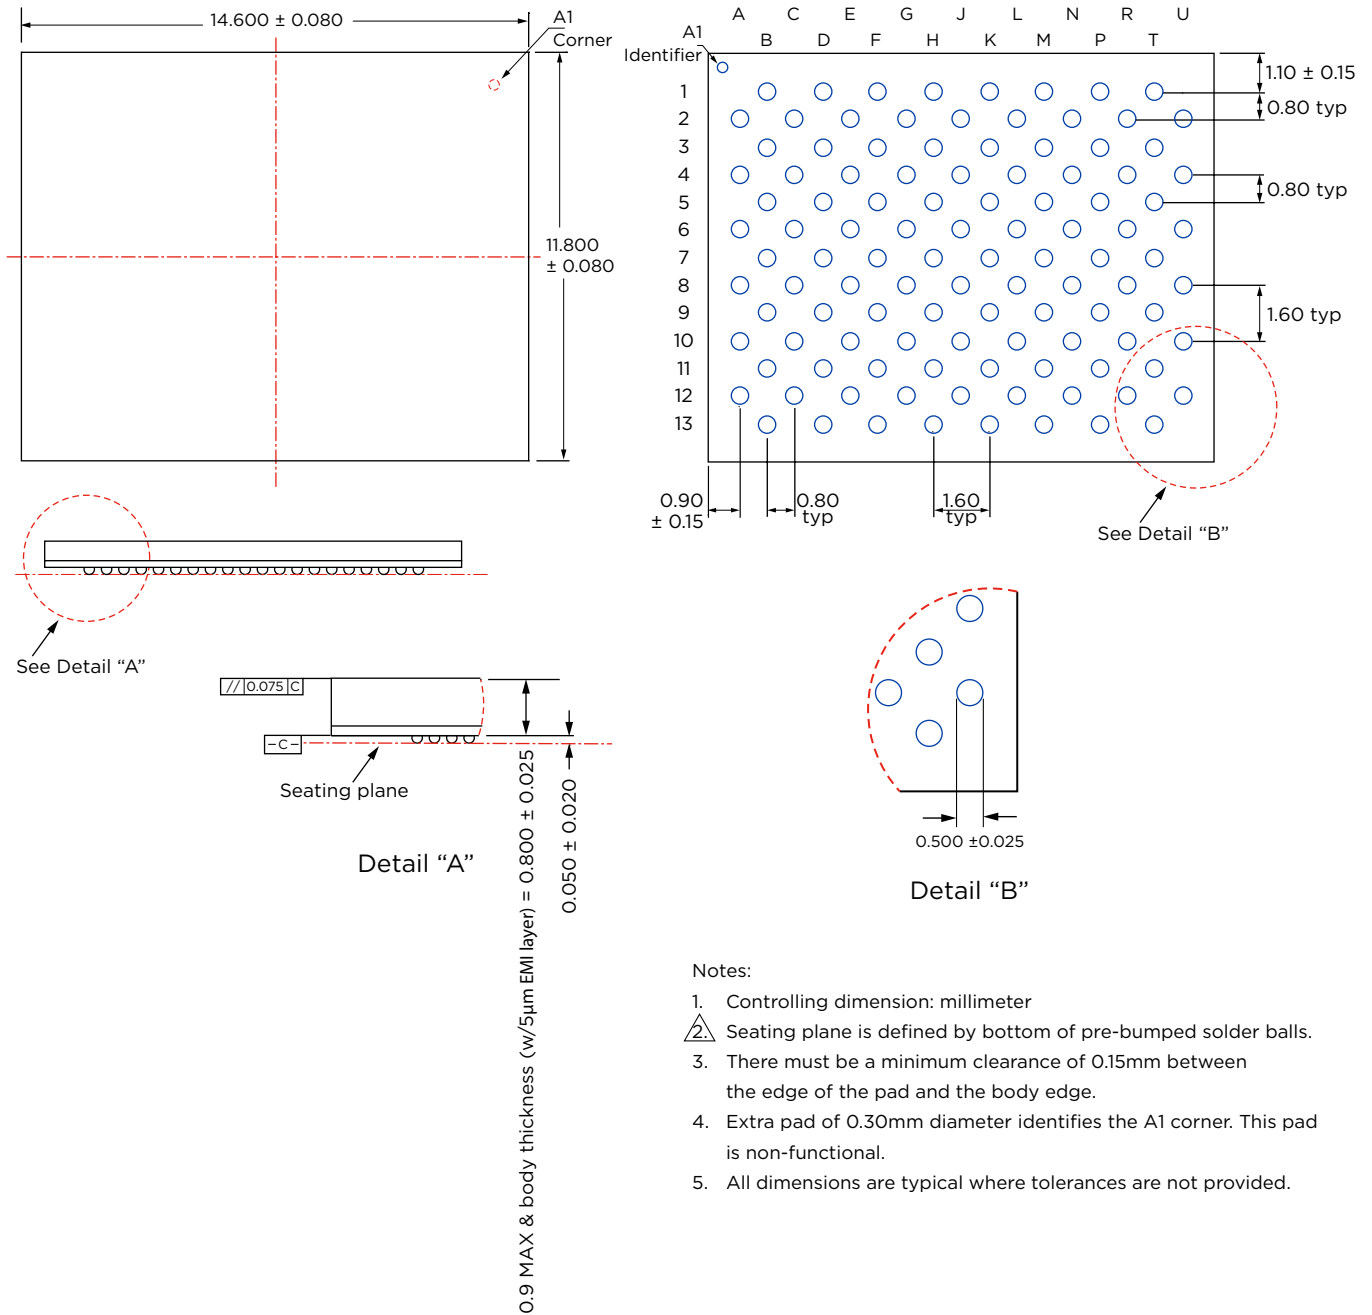 14.600 ± 0.080
A1
Corner
11.800
± 0.080
A C E G J L N R U
B D F H K M P T
A1
Identifier
1
2
3
4
5
6
7
8
9
10
11
12
13
1.10 ± 0.15
0.80 typ
0.80 typ
1.60 typ
0.90
± 0.15
0.80
typ
1.60
typ
See Detail “B”
See Detail “A”
// 0.075 C
–C–
Seating plane
0.9 MAX & body thickness (w/5µm EMI layer) = 0.800 ± 0.025
0.050 ± 0.020
Detail “A”
0.500 ±0.025
Detail “B”
Notes:
1. Controlling dimension: millimeter
2. Seating plane is defined by bottom of pre-bumped solder balls.
3. There must be a minimum clearance of 0.15mm between
the edge of the pad and the body edge.
4. Extra pad of 0.30mm diameter identifies the A1 corner. This pad
is non-functional.
5. All dimensions are typical where tolerances are not provided.